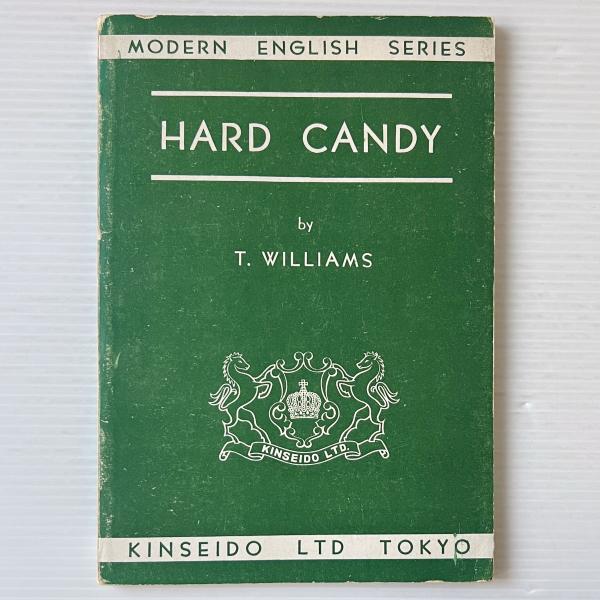 MODERN ENGLISH SERIES
HARD CANDY
by
T. WILLIAMS
KINSEIDO LTD.
KINSEIDO LTD TOKYO